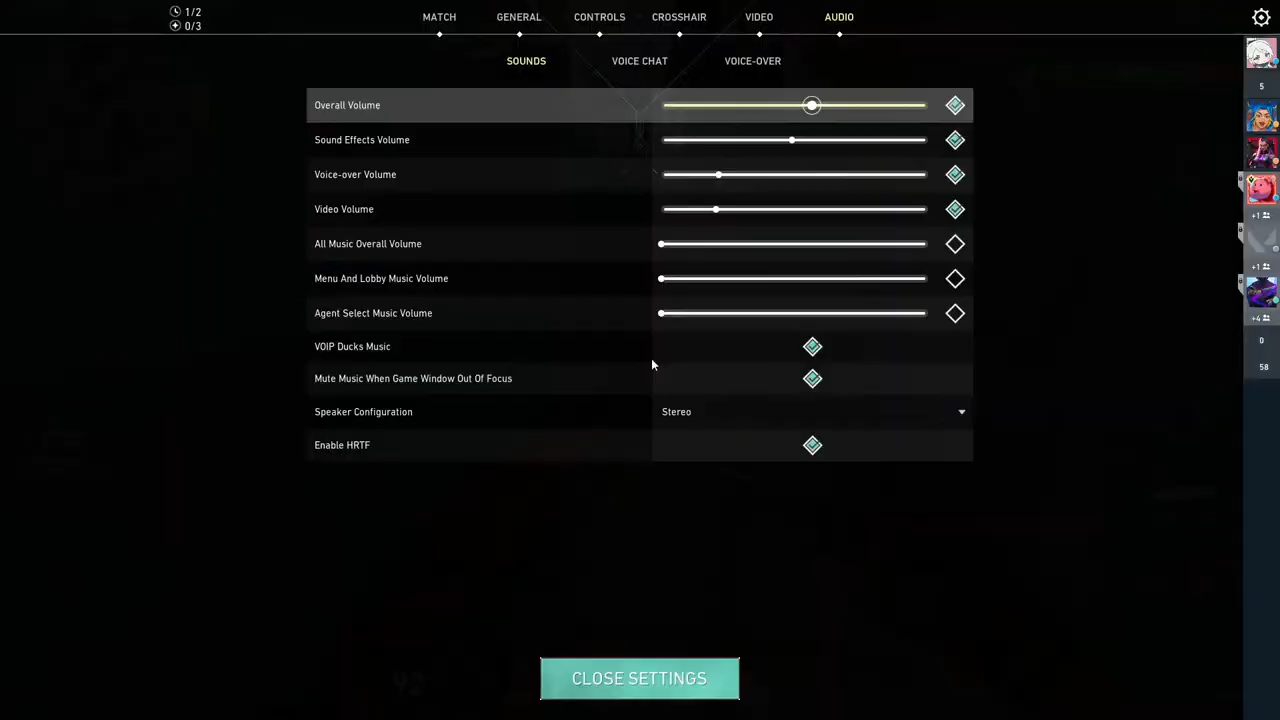 1/2
0/3
MATCH GENERAL CONTROLS CROSSHAIR VIDEO AUDIO
SOUNDS VOICE CHAT VOICE-OVER
Overall Volume
Sound Effects Volume
Voice-over Volume
Video Volume
All Music Overall Volume
Menu And Lobby Music Volume
Agent Select Music Volume
VOIP Ducks Music
Mute Music When Game Window Out Of Focus
Speaker Configuration Stereo
Enable HRTF
CLOSE SETTINGS
5
+1
+1
+4
0
58